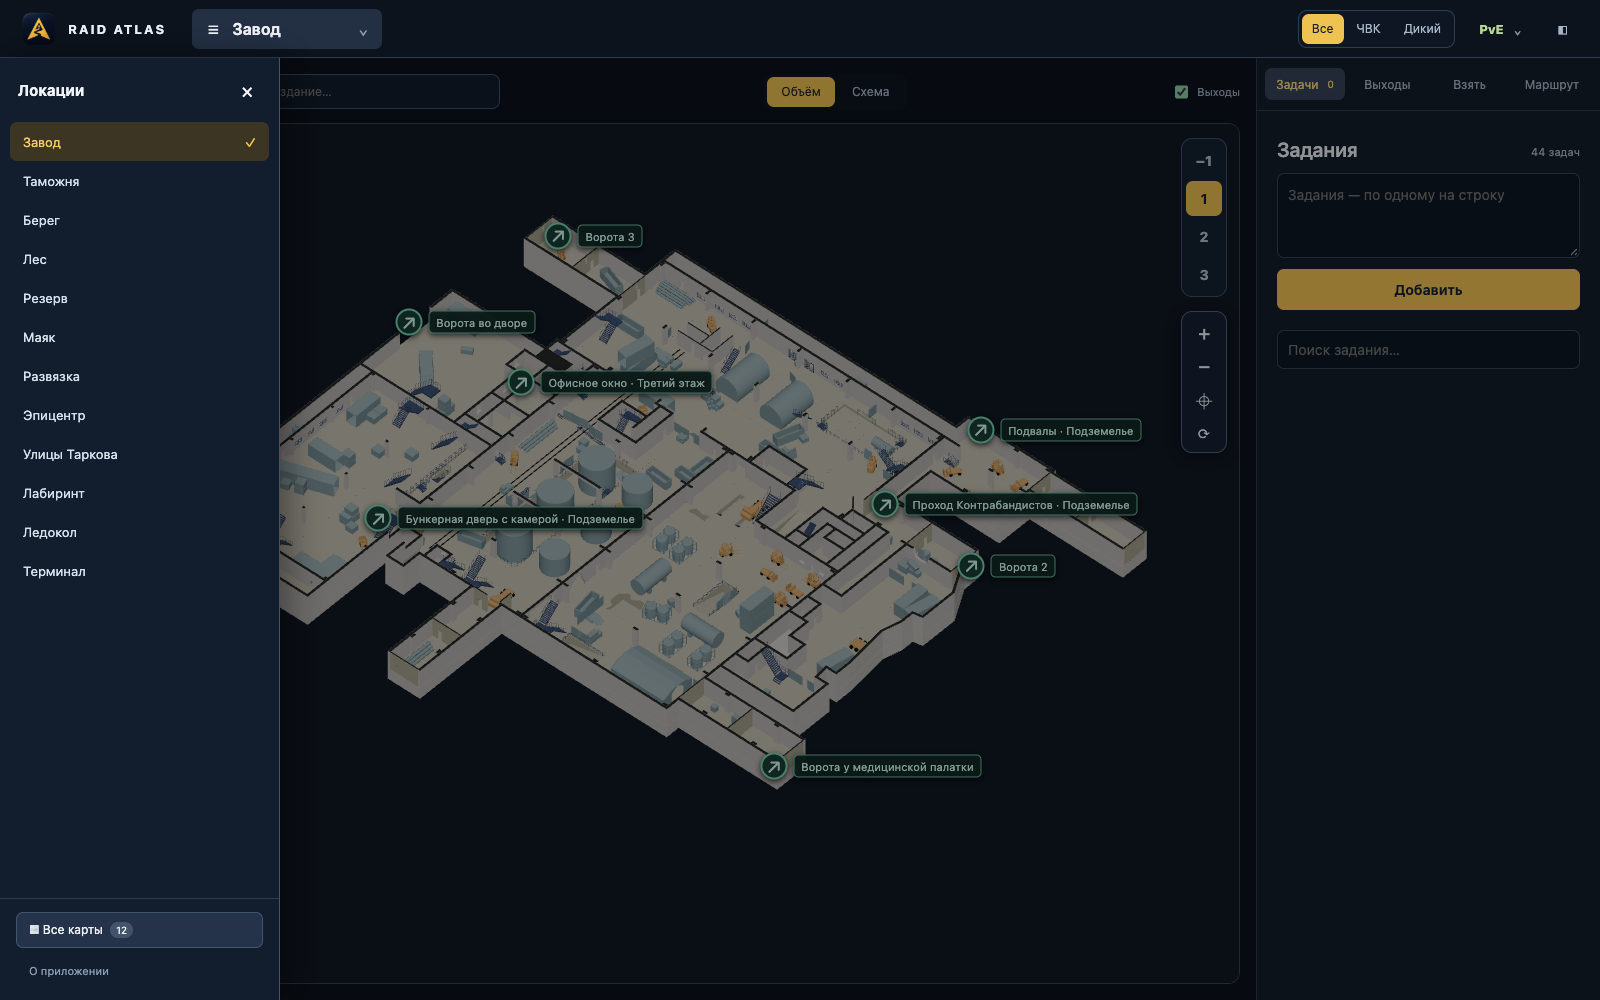 RAID ATLAS
Завод
Все
ЧВК
Дикий
PvE
Локации
Завод
Таможня
Берег
Лес
Резерв
Маяк
Развязка
Эпицентр
Улицы Таркова
Лабиринт
Ледокол
Терминал
Все карты 12
О приложении
здание...
Объём
Схема
Выходы
−1
1
2
3
Ворота 3
Ворота во дворе
Офисное окно · Третий этаж
Подвалы · Подземелье
Проход Контрабандистов · Подземелье
Бункерная дверь с камерой · Подземелье
Ворота 2
Ворота у медицинской палатки
Задачи 0
Выходы
Взять
Маршрут
Задания
44 задач
Задания — по одному на строку
Добавить
Поиск задания...